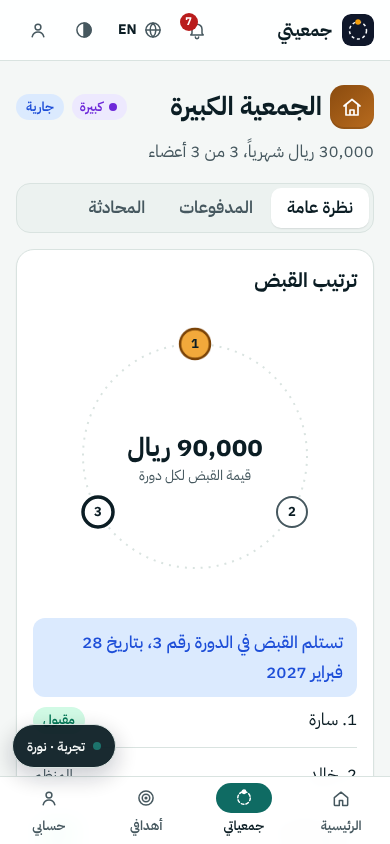 جمعيتي
7
EN
الجمعية الكبيرة
كبيرة
جارية
30,000 ريال شهرياً، 3 من 3 أعضاء
نظرة عامة
المدفوعات
المحادثة
ترتيب القبض
1
90,000 ريال
قيمة القبض لكل دورة
3
2
تستلم القبض في الدورة رقم 3، بتاريخ 28
فبراير 2027
1. سارة
مقبول
تجربة · نورة
2. خالد
المنظم
الرئيسية
جمعياتي
أهدافي
حسابي